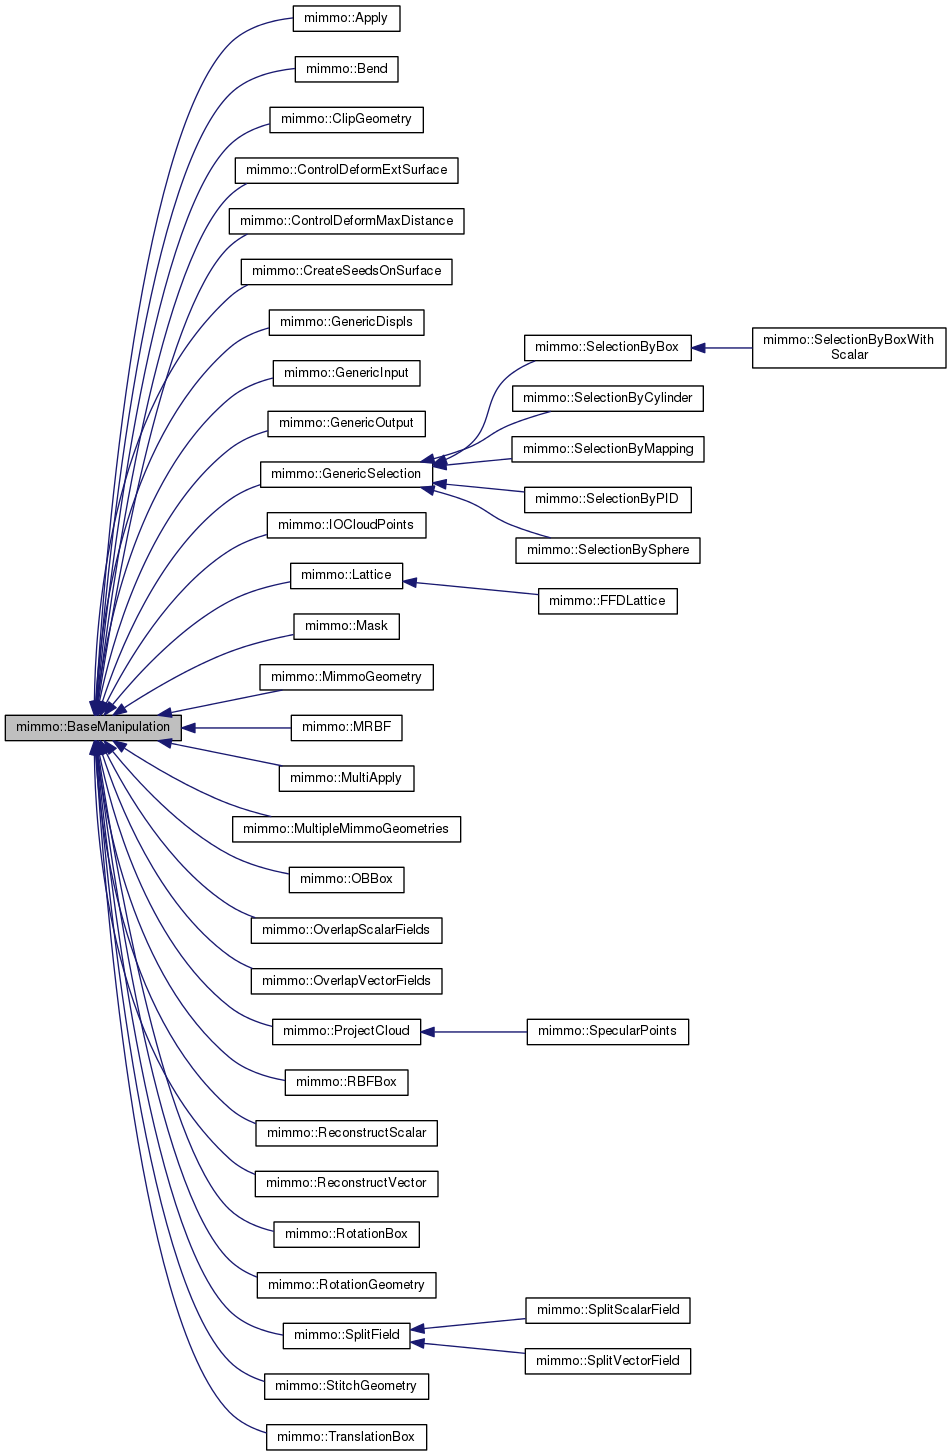 mimmo::Apply
mimmo::Bend
mimmo::ClipGeometry
mimmo::ControlDeformExtSurface
mimmo::ControlDeformMaxDistance
mimmo::CreateSeedsOnSurface
mimmo::GenericDispls
mimmo::GenericInput
mimmo::GenericOutput
mimmo::GenericSelection
mimmo::SelectionByBox
mimmo::SelectionByBoxWith
Scalar
mimmo::SelectionByCylinder
mimmo::SelectionByMapping
mimmo::SelectionByPID
mimmo::SelectionBySphere
mimmo::IOCloudPoints
mimmo::Lattice
mimmo::FFDLattice
mimmo::Mask
mimmo::MimmoGeometry
mimmo::BaseManipulation
mimmo::MRBF
mimmo::MultiApply
mimmo::MultipleMimmoGeometries
mimmo::OBBox
mimmo::OverlapScalarFields
mimmo::OverlapVectorFields
mimmo::ProjectCloud
mimmo::SpecularPoints
mimmo::RBFBox
mimmo::ReconstructScalar
mimmo::ReconstructVector
mimmo::RotationBox
mimmo::RotationGeometry
mimmo::SplitField
mimmo::SplitScalarField
mimmo::SplitVectorField
mimmo::StitchGeometry
mimmo::TranslationBox